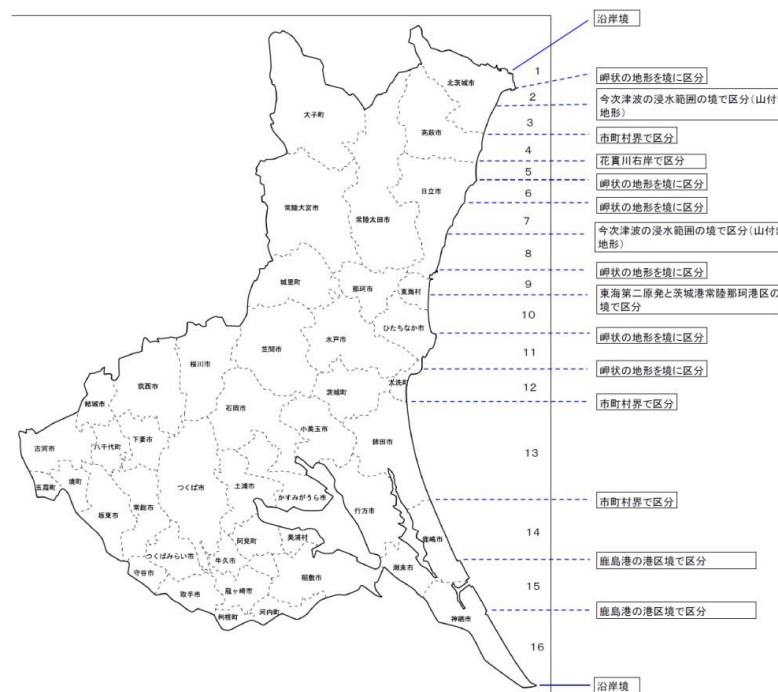 沿岸境
1
北茨城市
岬状の地形を境に区分
2
今次津波の浸水範囲の境で区分(山付
地形)
大子町
高萩市
3
市町村界で区分
4
花貫川右岸で区分
5
岬状の地形を境に区分
日立市
6
岬状の地形を境に区分
常陸大宮市
常陸太田市
7
今次津波の浸水範囲の境で区分(山付
地形)
8
岬状の地形を境に区分
城里町
那珂市
東海村
9
東海第二原発と茨城港常陸那珂港区の
境で区分
10
ひたちなか市
岬状の地形を境に区分
笠間市
水戸市
11
桜川市
岬状の地形を境に区分
筑西市
茨城町
大洗町
12
結城市
石岡市
市町村界で区分
小美玉市
鉾田市
古河市
八千代町
下妻市
13
五霞町
境町
つくば市
土浦市
かすみがうら市
坂東市
常総市
行方市
市町村界で区分
阿見町
美浦村
鹿嶋市
14
つくばみらい市
牛久市
鹿島港の港区境で区分
守谷市
潮来市
稲敷市
取手市
龍ヶ崎市
15
利根町
河内町
鹿島港の港区境で区分
神栖市
16
沿岸境